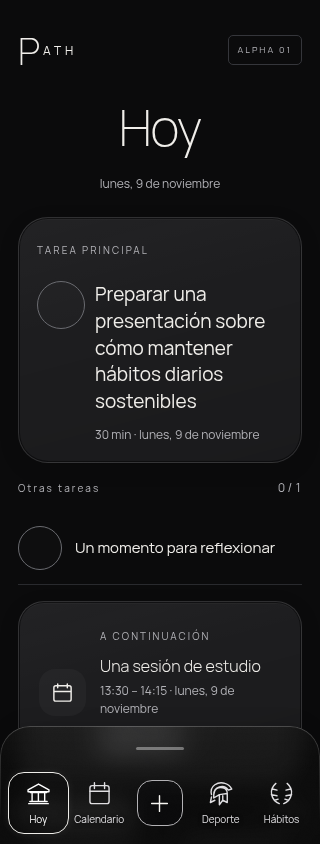 PATH
ALPHA 01
Hoy
lunes, 9 de noviembre
TAREA PRINCIPAL
Preparar una
presentación sobre
cómo mantener
hábitos diarios
sostenibles
30 min · lunes, 9 de noviembre
Otras tareas
0 / 1
Un momento para reflexionar
A CONTINUACIÓN
Una sesión de estudio
13:30 – 14:15 · lunes, 9 de
noviembre
Hoy
Calendario
Deporte
Hábitos